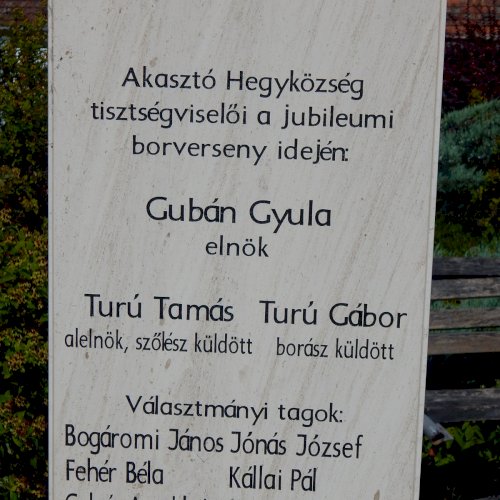 Akasztó Hegyközség
tisztségviselői a jubileumi
borverseny idején:
Gubán Gyula
elnök
Turú Tamás Turú Gábor
alelnök, szőlész küldött borász küldött
Választmányi tagok:
Bogáromi János Jónás József
Fehér Béla Kállai Pál